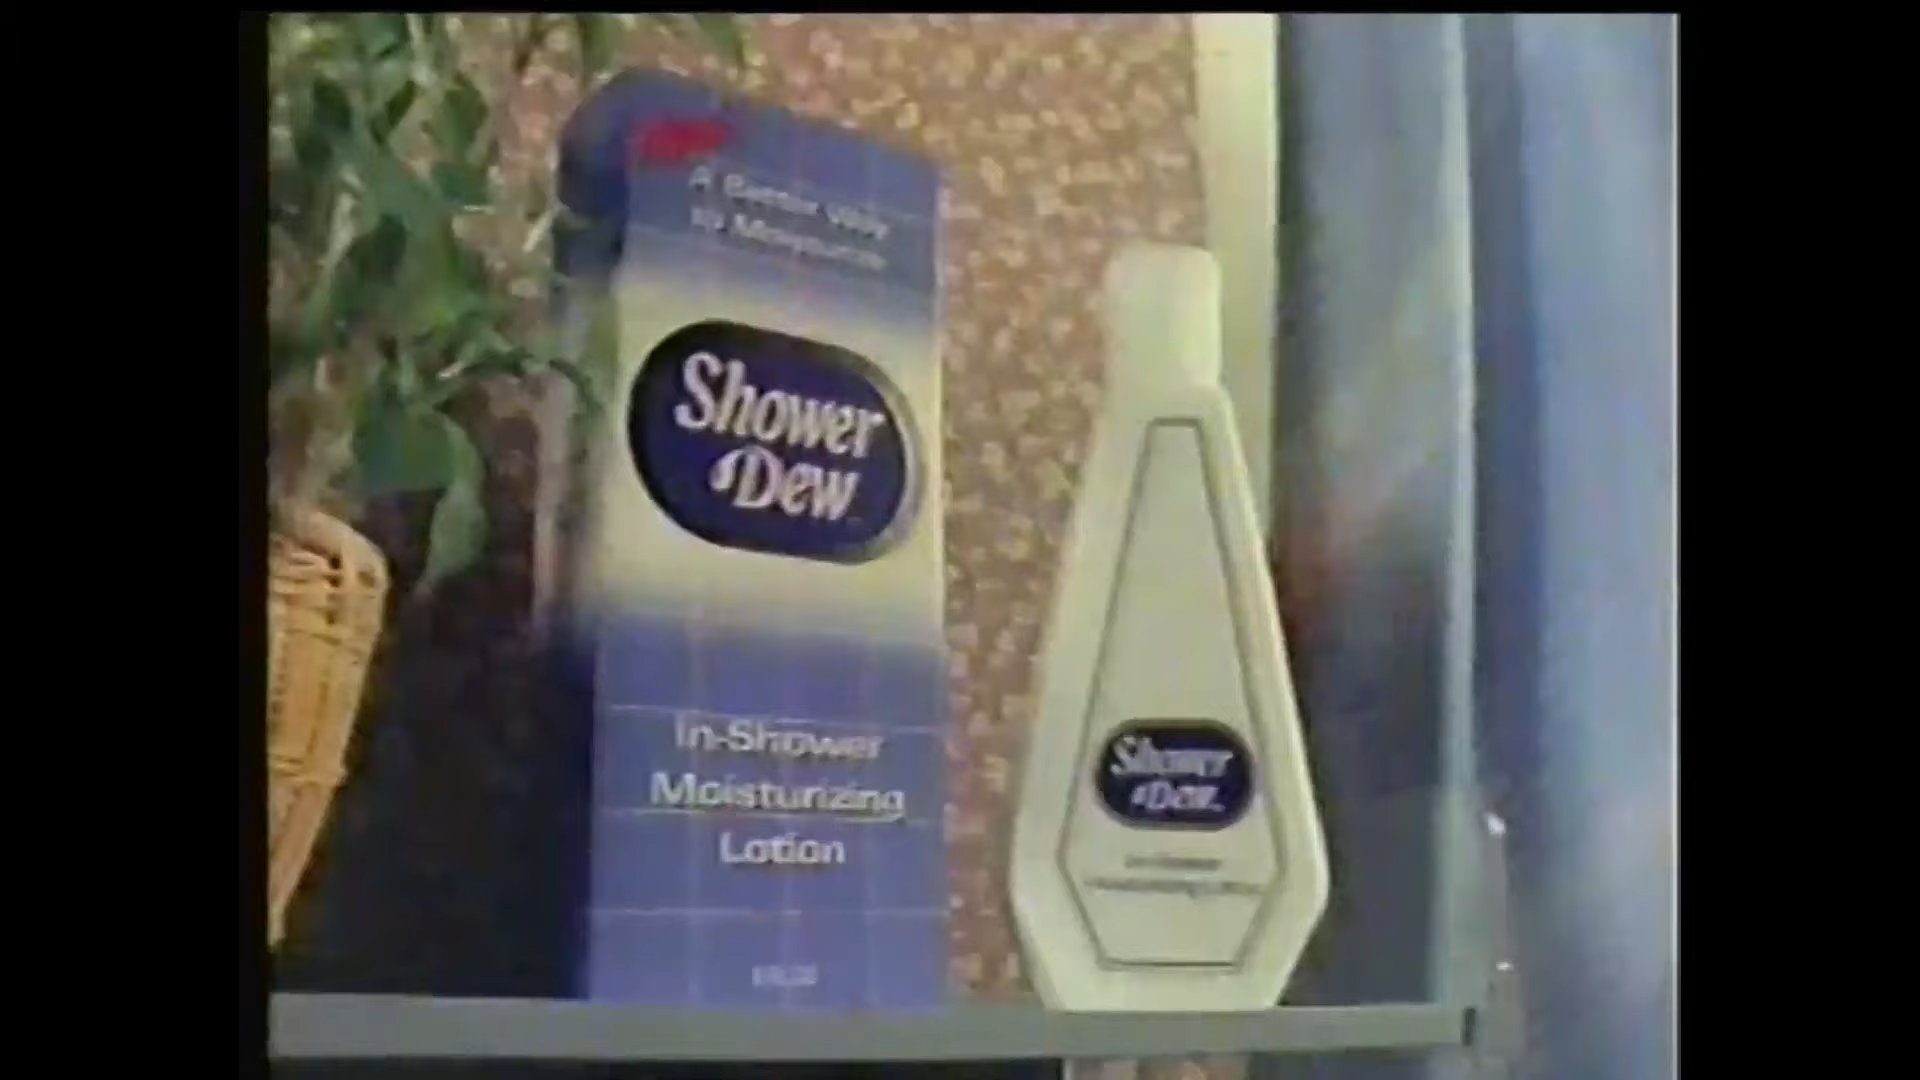 A Better Way
to Moisturize
Shower
Dew
In-Shower
Moisturizing
Lotion
Shower
Dew